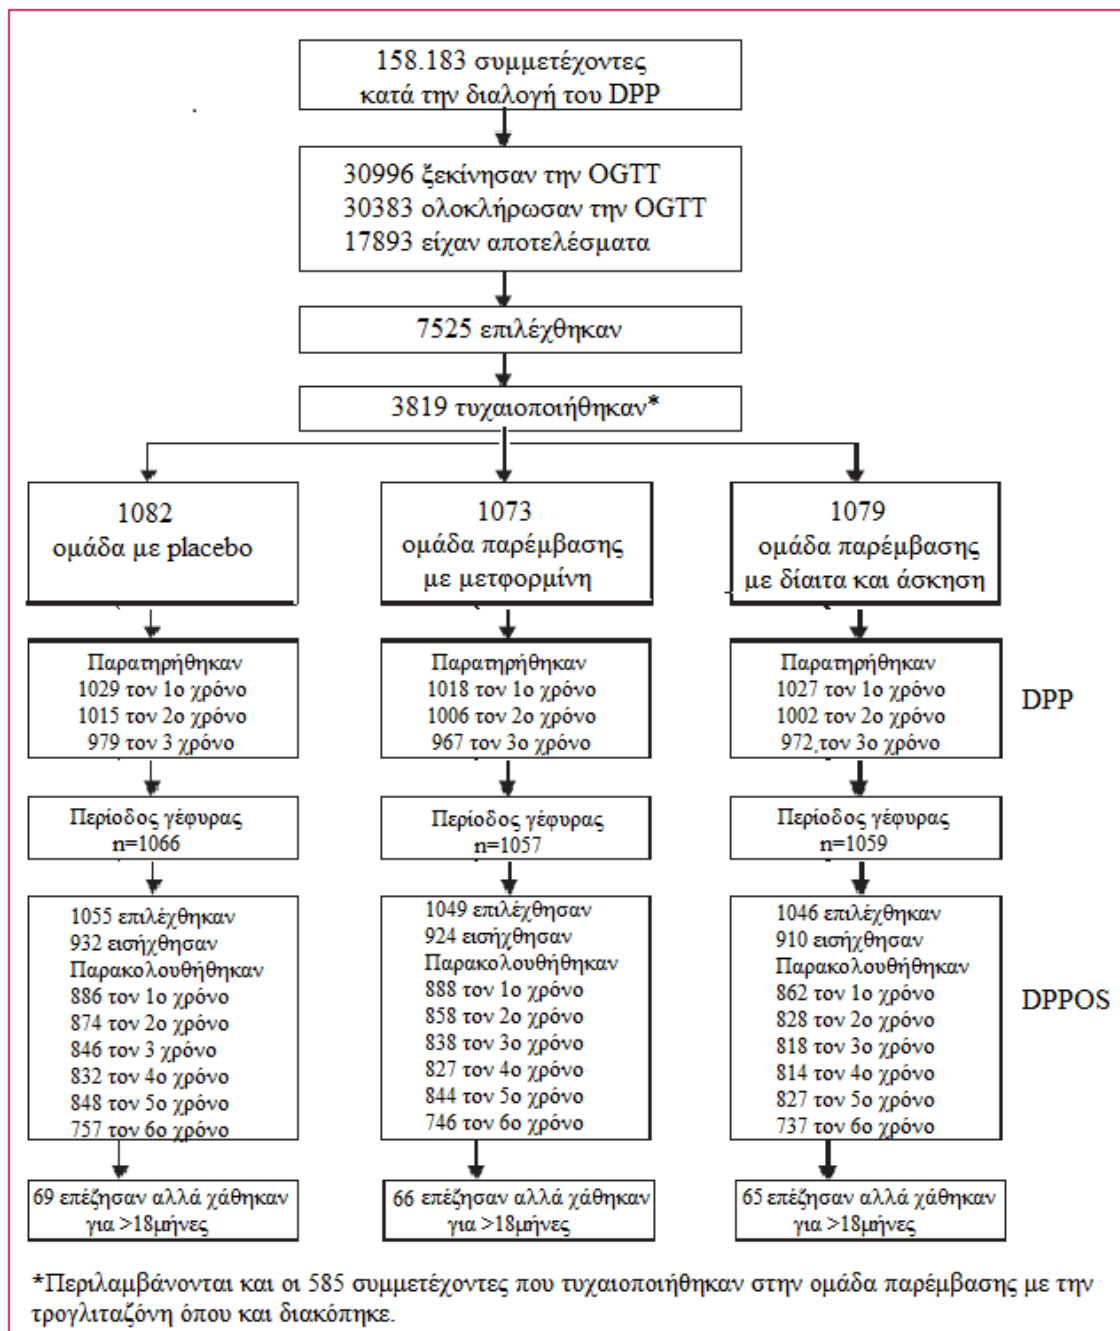 158.183 συμμετέχοντες
κατά την διαλογή του DPP
30996 ξεκίνησαν την OGTT
30383 ολοκλήρωσαν την OGTT
17893 είχαν αποτελέσματα
7525 επιλέχθηκαν
3819 τυχαιοποιήθηκαν*
1082
ομάδα με placebo
1073
ομάδα παρέμβασης
με μετφορμίνη
1079
ομάδα παρέμβασης
με δίαιτα και άσκηση
Παρατηρήθηκαν
1029 τον 1ο χρόνο
1015 τον 2ο χρόνο
979 τον 3 χρόνο
Παρατηρήθηκαν
1018 τον 1ο χρόνο
1006 τον 2ο χρόνο
967 τον 3ο χρόνο
Παρατηρήθηκαν
1027 τον 1ο χρόνο
1002 τον 2ο χρόνο
972 τον 3ο χρόνο
DPP
Περίοδος γέφυρας
n=1066
Περίοδος γέφυρας
n=1057
Περίοδος γέφυρας
n=1059
1055 επιλέχθηκαν
932 εισήχθησαν
Παρακολουθήθηκαν
886 τον 1ο χρόνο
874 τον 2ο χρόνο
846 τον 3 χρόνο
832 τον 4ο χρόνο
848 τον 5ο χρόνο
757 τον 6ο χρόνο
1049 επιλέχθησαν
924 εισήχθησαν
Παρακολουθήθηκαν
888 τον 1ο χρόνο
858 τον 2ο χρόνο
838 τον 3ο χρόνο
827 τον 4ο χρόνο
844 τον 5ο χρόνο
746 τον 6ο χρόνο
1046 επιλέχθηκαν
910 εισήχθησαν
Παρακολουθήθηκαν
862 τον 1ο χρόνο
828 τον 2ο χρόνο
818 τον 3ο χρόνο
814 τον 4ο χρόνο
827 τον 5ο χρόνο
737 τον 6ο χρόνο
DPPOS
69 επέζησαν αλλά χάθηκαν
για >18μήνες
66 επέζησαν αλλά χάθηκαν
για >18μήνες
65 επέζησαν αλλά χάθηκαν
για >18μήνες
*Περιλαμβάνονται και οι 585 συμμετέχοντες που τυχαιοποιήθηκαν στην ομάδα παρέμβασης με την
τρογλιταζόνη όπου και διακόπηκε.